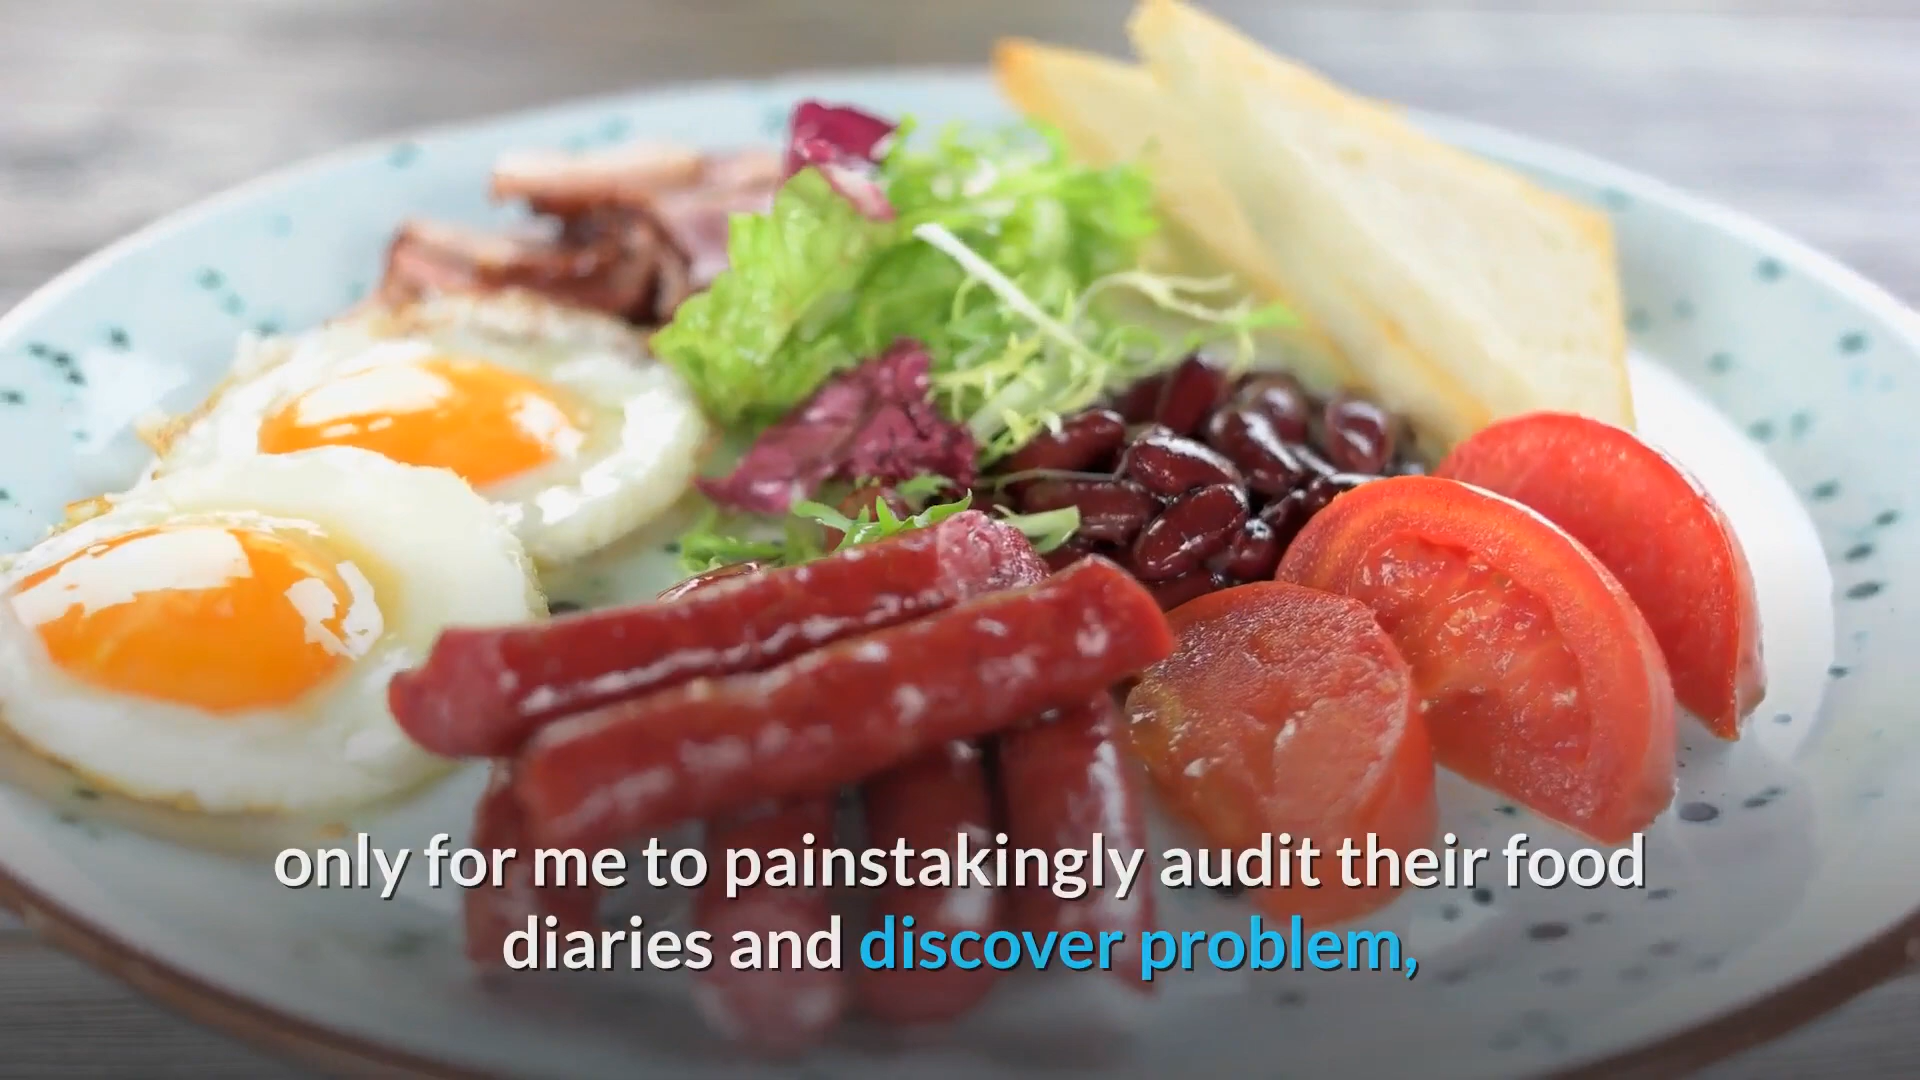 only for me to painstakingly audit their food
diaries and discover problem,